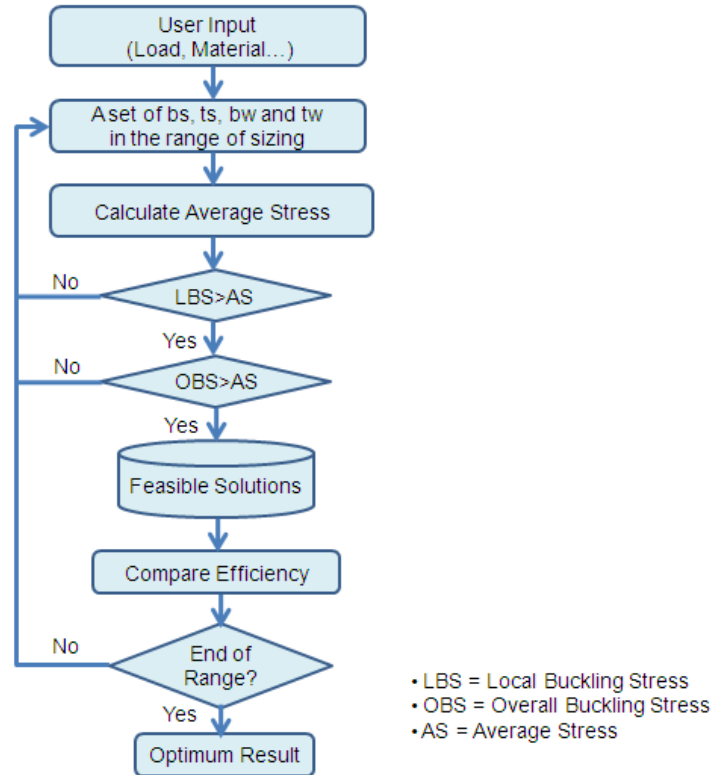 User Input
(Load, Material...)
A set of bs, ts, bw and tw
in the range of sizing
Calculate Average Stress
No
LBS>AS
Yes
No
OBS>AS
Yes
Feasible Solutions
Compare Efficiency
No
End of
Range?
Yes
Optimum Result
• LBS = Local Buckling Stress
• OBS = Overall Buckling Stress
• AS = Average Stress